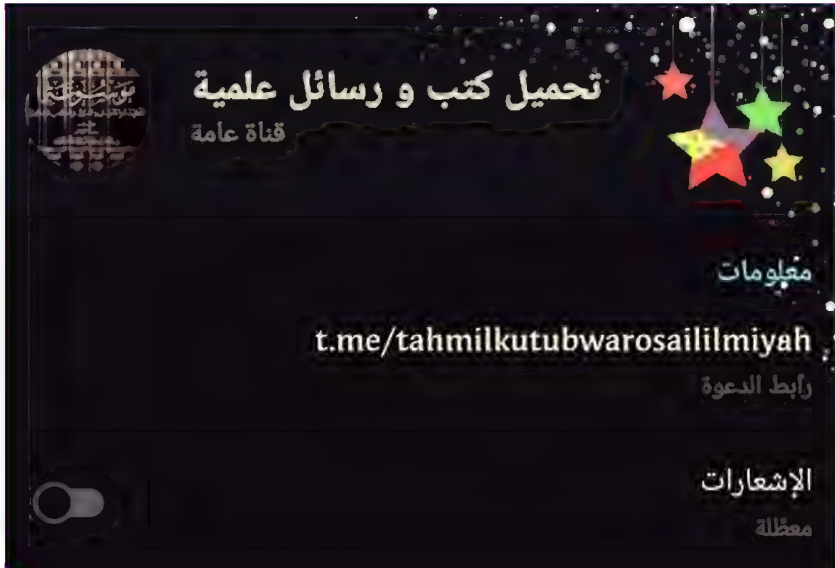 تحميل كتب و رسائل علمية
قناة عامة
معلومات
t.me/tahmilkutubwarosaililmiyah
رابط الدعوة
الإشعارات
معطلة